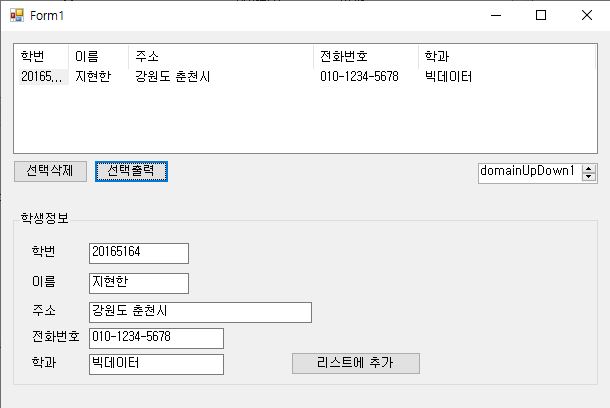 Form1
학번 이름 주소 전화번호 학과
20165... 지현한 강원도 춘천시 010-1234-5678 빅데이터
선택삭제 선택출력 domainUpDown1
학생정보
학번 20165164
이름 지현한
주소 강원도 춘천시
전화번호 010-1234-5678
학과 빅데이터 리스트에 추가